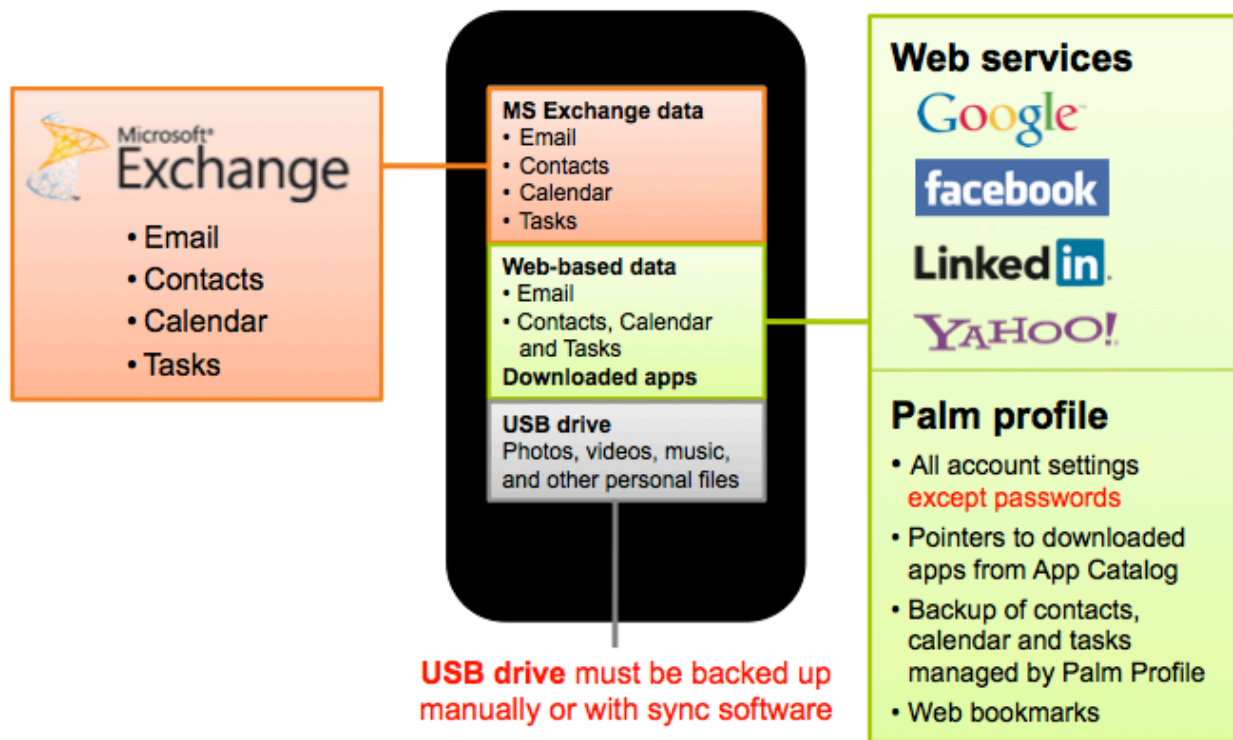 Microsoft®
Exchange
• Email
• Contacts
• Calendar
• Tasks
MS Exchange data
• Email
• Contacts
• Calendar
• Tasks
Web-based data
• Email
• Contacts, Calendar
and Tasks
Downloaded apps
USB drive
Photos, videos, music,
and other personal files
USB drive must be backed up
manually or with sync software
Web services
Google™
facebook
Linked in.
YAHOO!
Palm profile
• All account settings
except passwords
• Pointers to downloaded
apps from App Catalog
• Backup of contacts,
calendar and tasks
managed by Palm Profile
• Web bookmarks